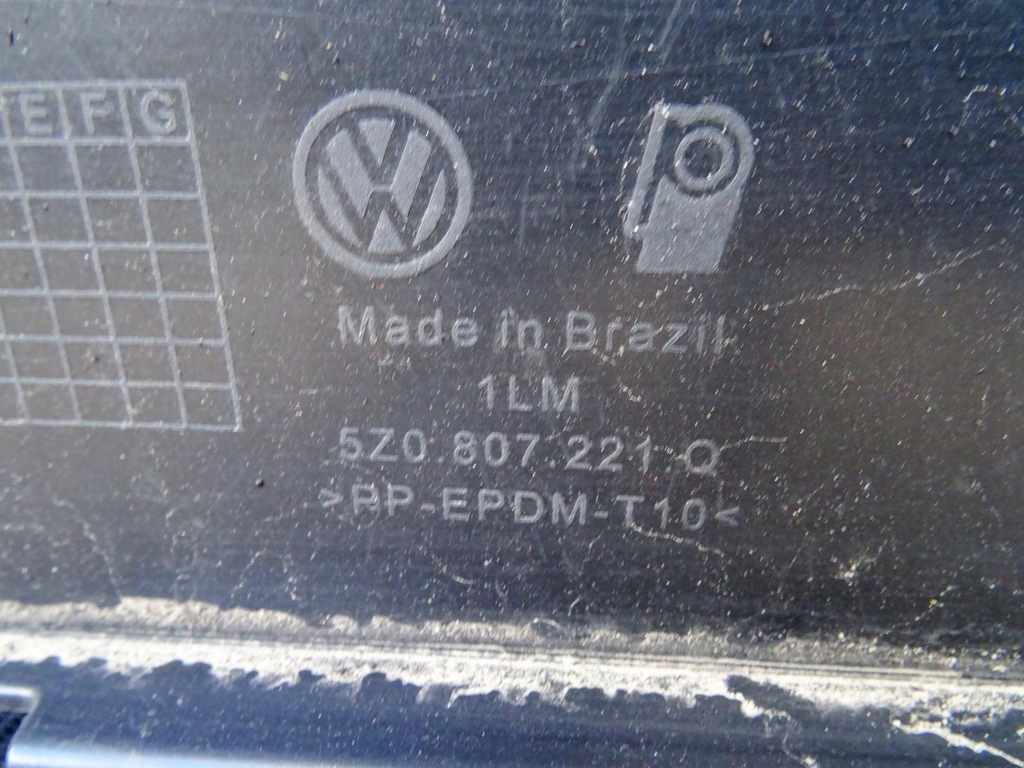 E F G
Made in Brazil
1LM
5Z0.807.221.Q
>PP-EPDM-T10<